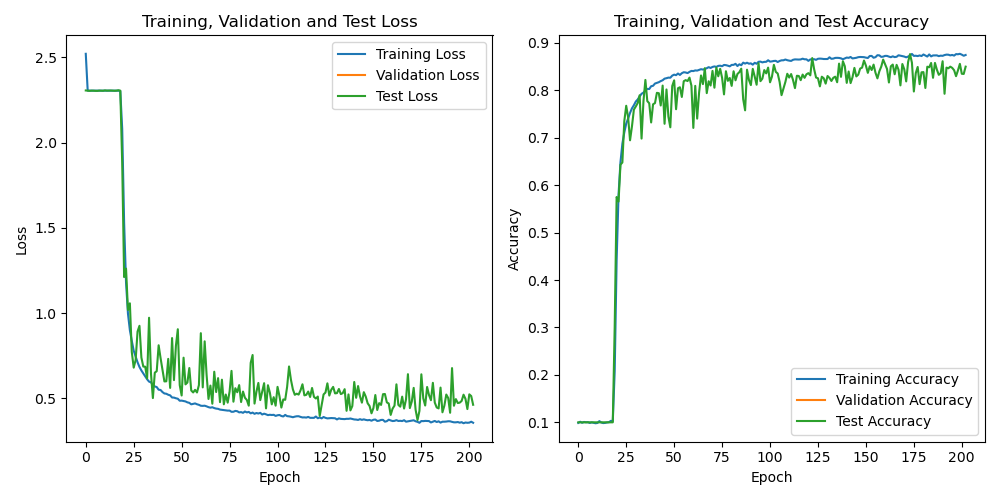 Training, Validation and Test Loss
2.5
2.0
1.5
1.0
0.5
Loss
0 25 50 75 100 125 150 175 200
Epoch
Training Loss
Validation Loss
Test Loss
Training, Validation and Test Accuracy
0.9
0.8
0.7
0.6
0.5
0.4
0.3
0.2
0.1
Accuracy
0 25 50 75 100 125 150 175 200
Epoch
Training Accuracy
Validation Accuracy
Test Accuracy